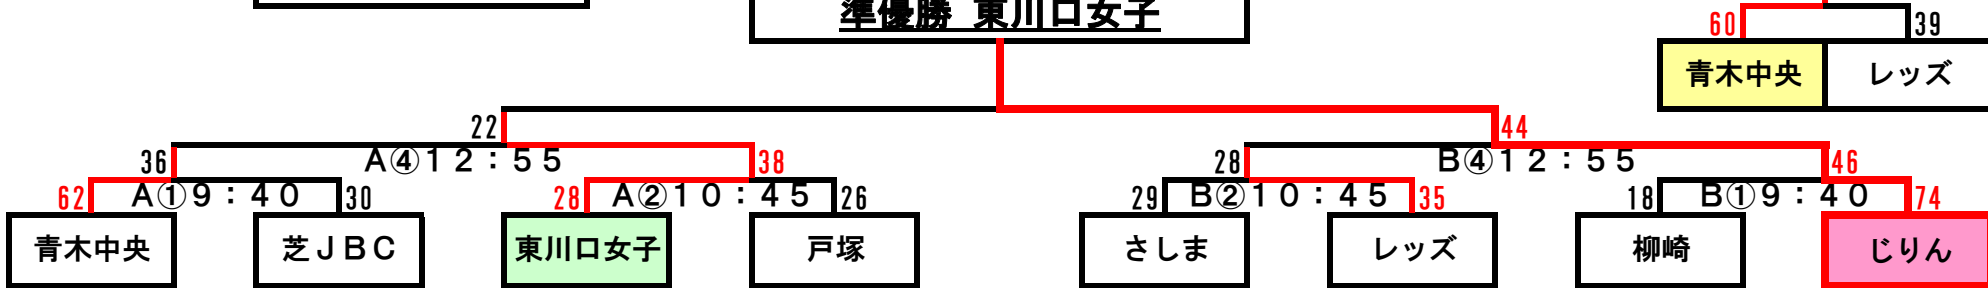 準優勝 東川口女子
60 39
青木中央 レッズ
22 44
36 A④12：55 38 28 B④12：55 46
62 A①9：40 30 28 A②10：45 26 29 B②10：45 35 18 B①9：40 74
青木中央 芝JBC 東川口女子 戸塚 さしま レッズ 柳崎 じりん